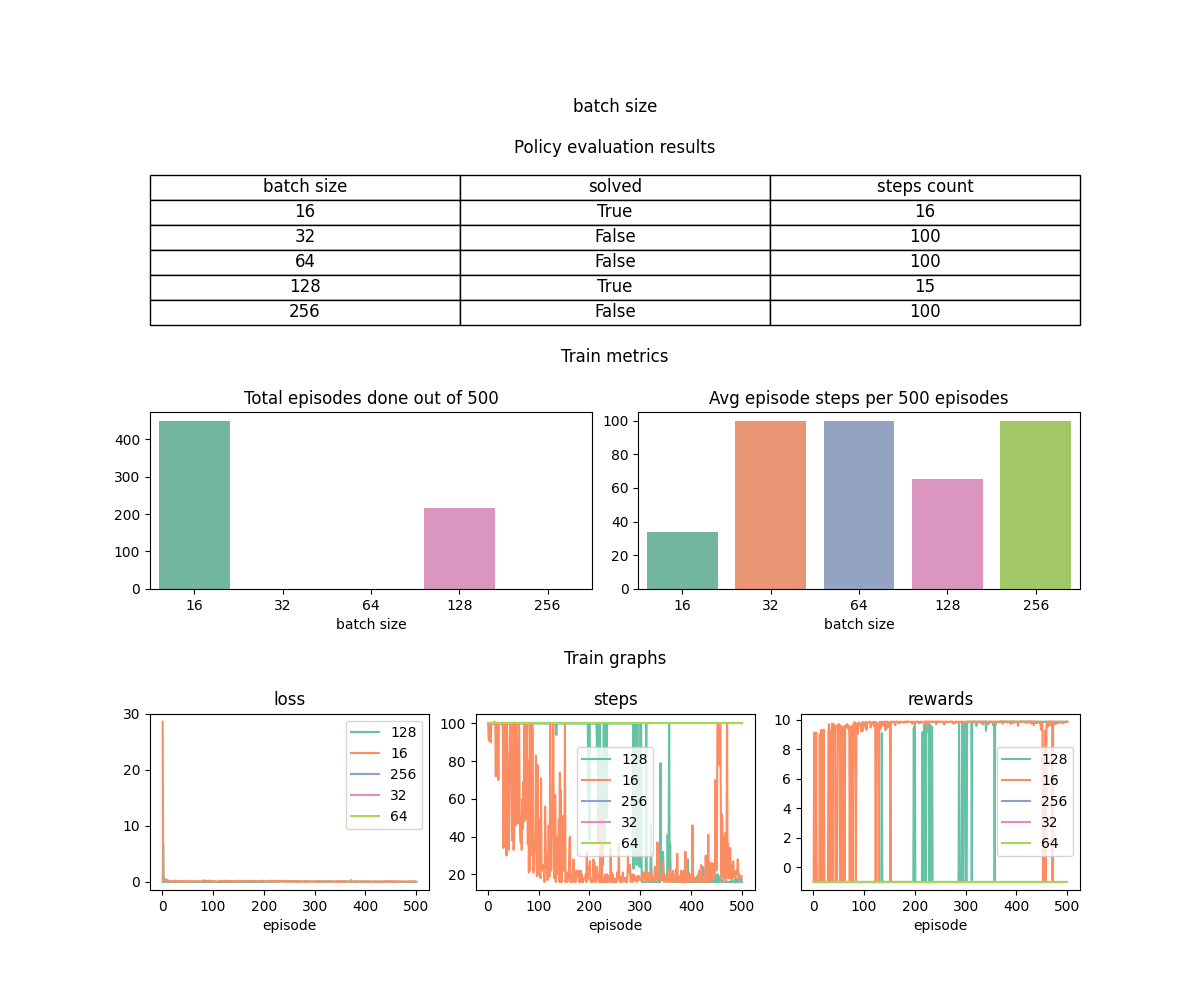 batch size
Policy evaluation results
batch size solved steps count
16 True 16
32 False 100
64 False 100
128 True 15
256 False 100
Train metrics
Total episodes done out of 500
400
300
200
100
0
16 32 64 128 256
batch size
Avg episode steps per 500 episodes
100
80
60
40
20
0
16 32 64 128 256
batch size
Train graphs
loss
30
20
10
0
0 100 200 300 400 500
episode
128
16
256
32
64
steps
100
80
60
40
20
0 100 200 300 400 500
episode
128
16
256
32
64
rewards
10
8
6
4
2
0
0 100 200 300 400 500
episode
128
16
256
32
64